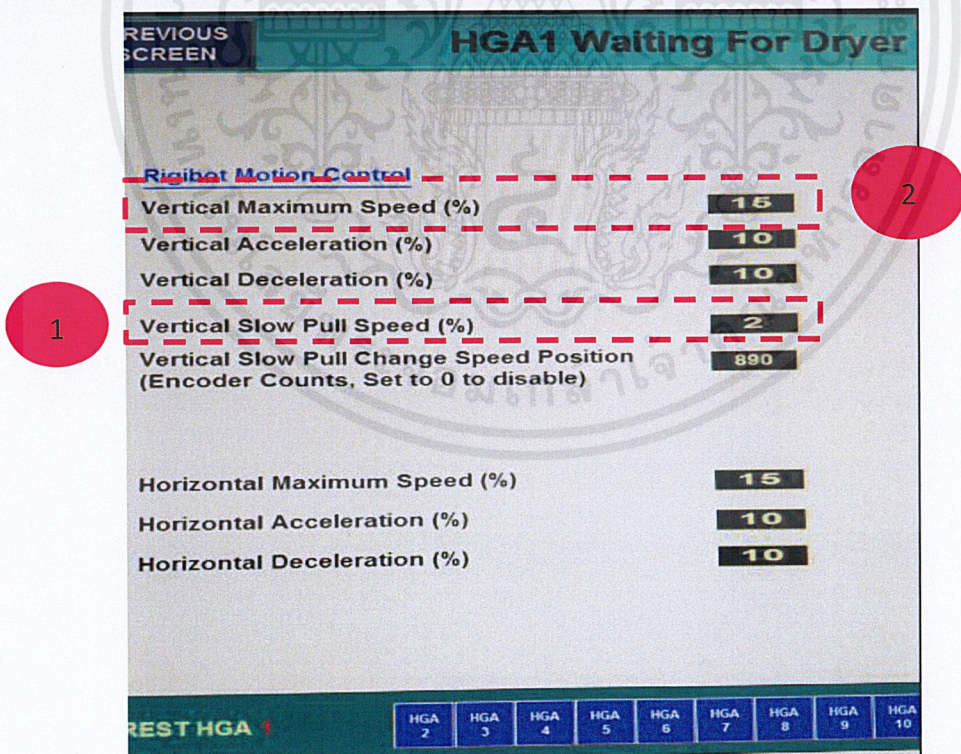 REVIOUS
SCREEN
HGA1 Waiting For Dryer
Rigibot Motion Control
Vertical Maximum Speed (%) 15
2
Vertical Acceleration (%) 10
Vertical Deceleration (%) 10
1
Vertical Slow Pull Speed (%) 2
Vertical Slow Pull Change Speed Position 890
(Encoder Counts, Set to 0 to disable)
Horizontal Maximum Speed (%) 15
Horizontal Acceleration (%) 10
Horizontal Deceleration (%) 10
REST HGA 1
HGA 2
HGA 3
HGA 4
HGA 5
HGA 6
HGA 7
HGA 8
HGA 9
HGA 10